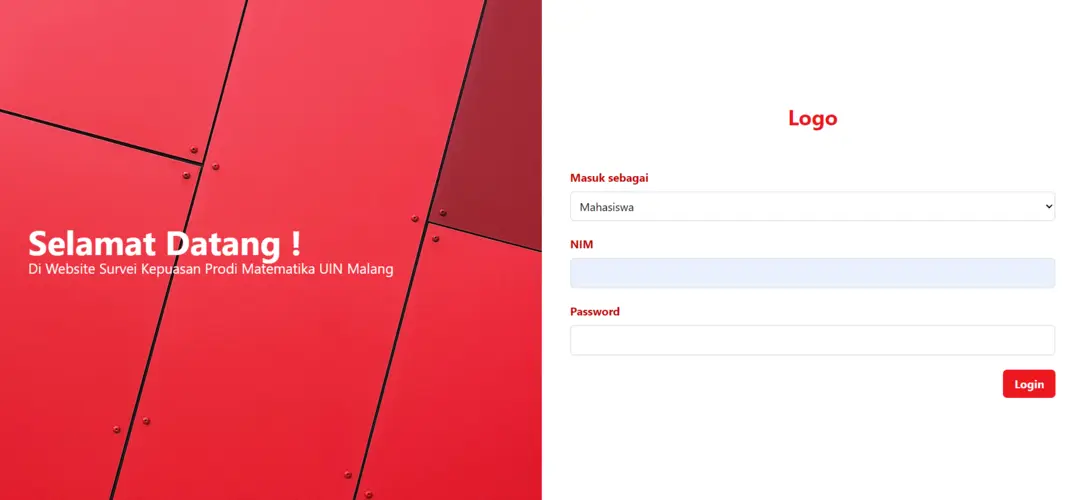 Selamat Datang !
Di Website Survei Kepuasan Prodi Matematika UIN Malang
Logo
Masuk sebagai
Mahasiswa
NIM
Password
Login